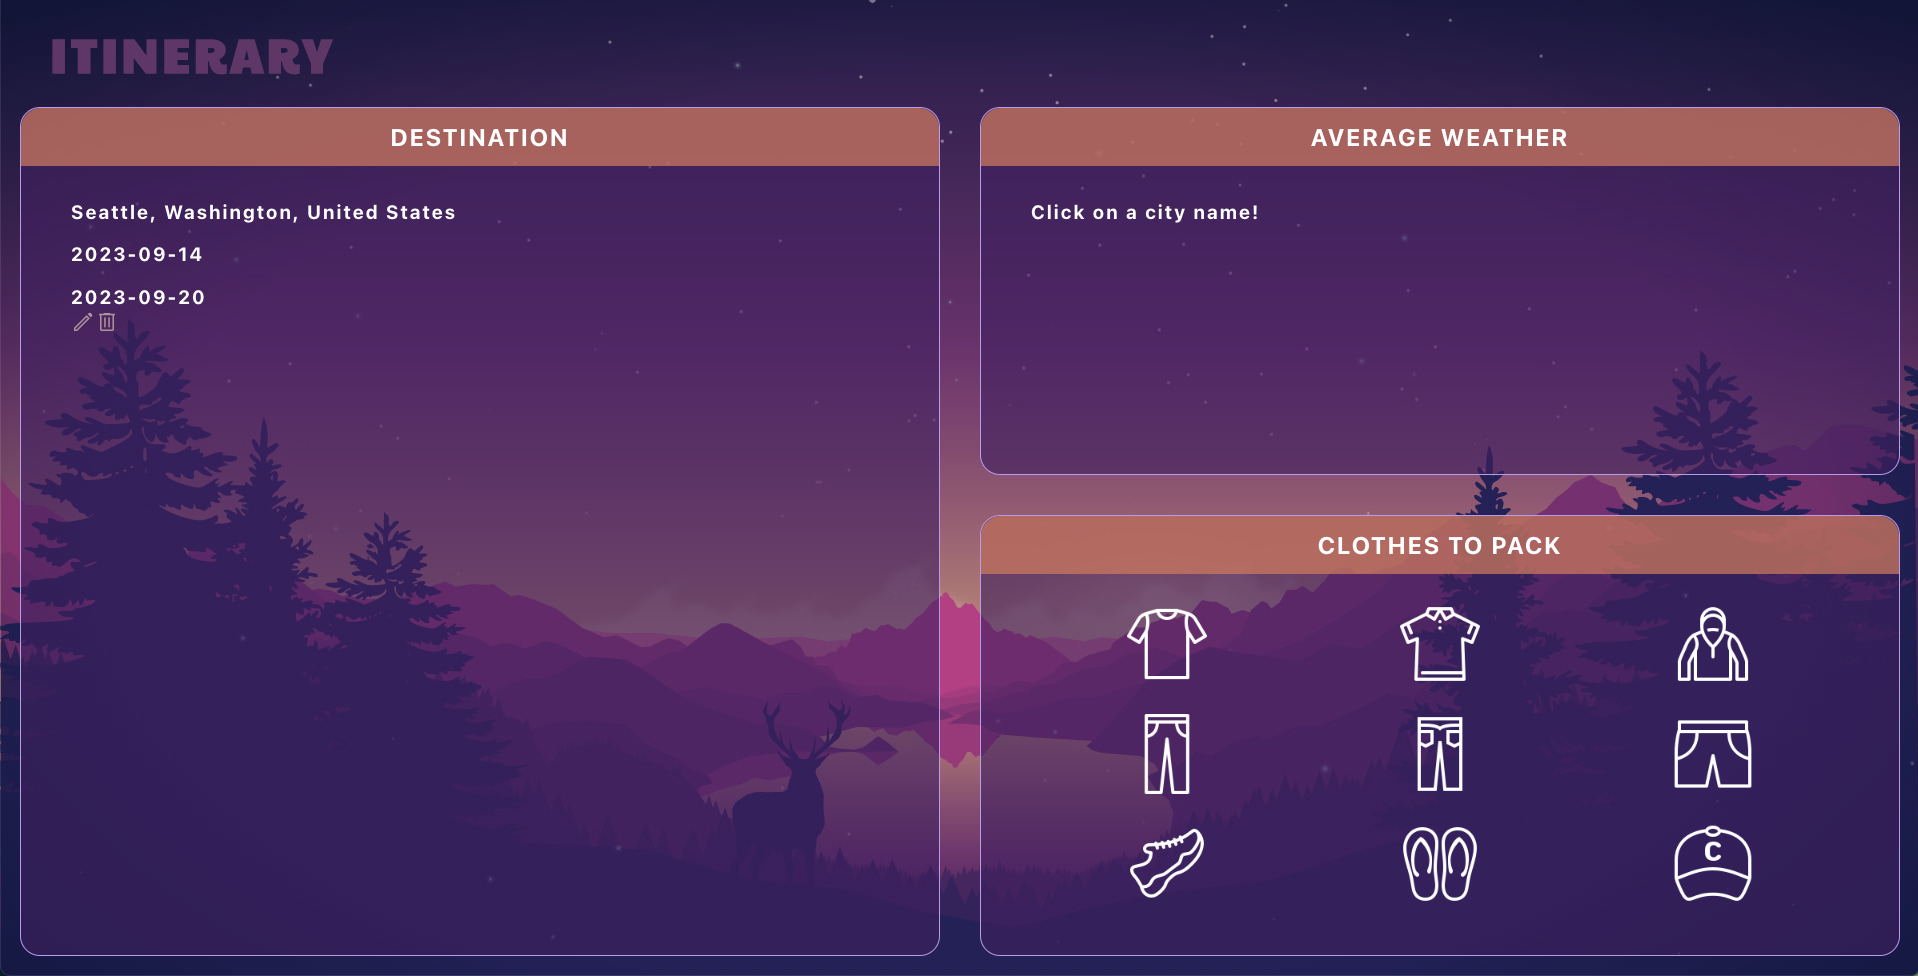 ITINERARY
DESTINATION
Seattle, Washington, United States
2023-09-14
2023-09-20
AVERAGE WEATHER
Click on a city name!
CLOTHES TO PACK
C